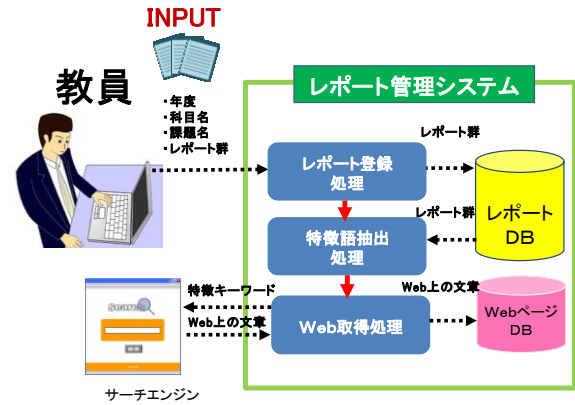 INPUT
教員
・年度
・科目名
・課題名
・レポート群
レポート管理システム
レポート群
レポート登録
処理
レポート群
レポート
DB
特徴語抽出
処理
特徴キーワード
Web上の文章
Web上の文章
Web取得処理
Webページ
DB
Search
サーチエンジン